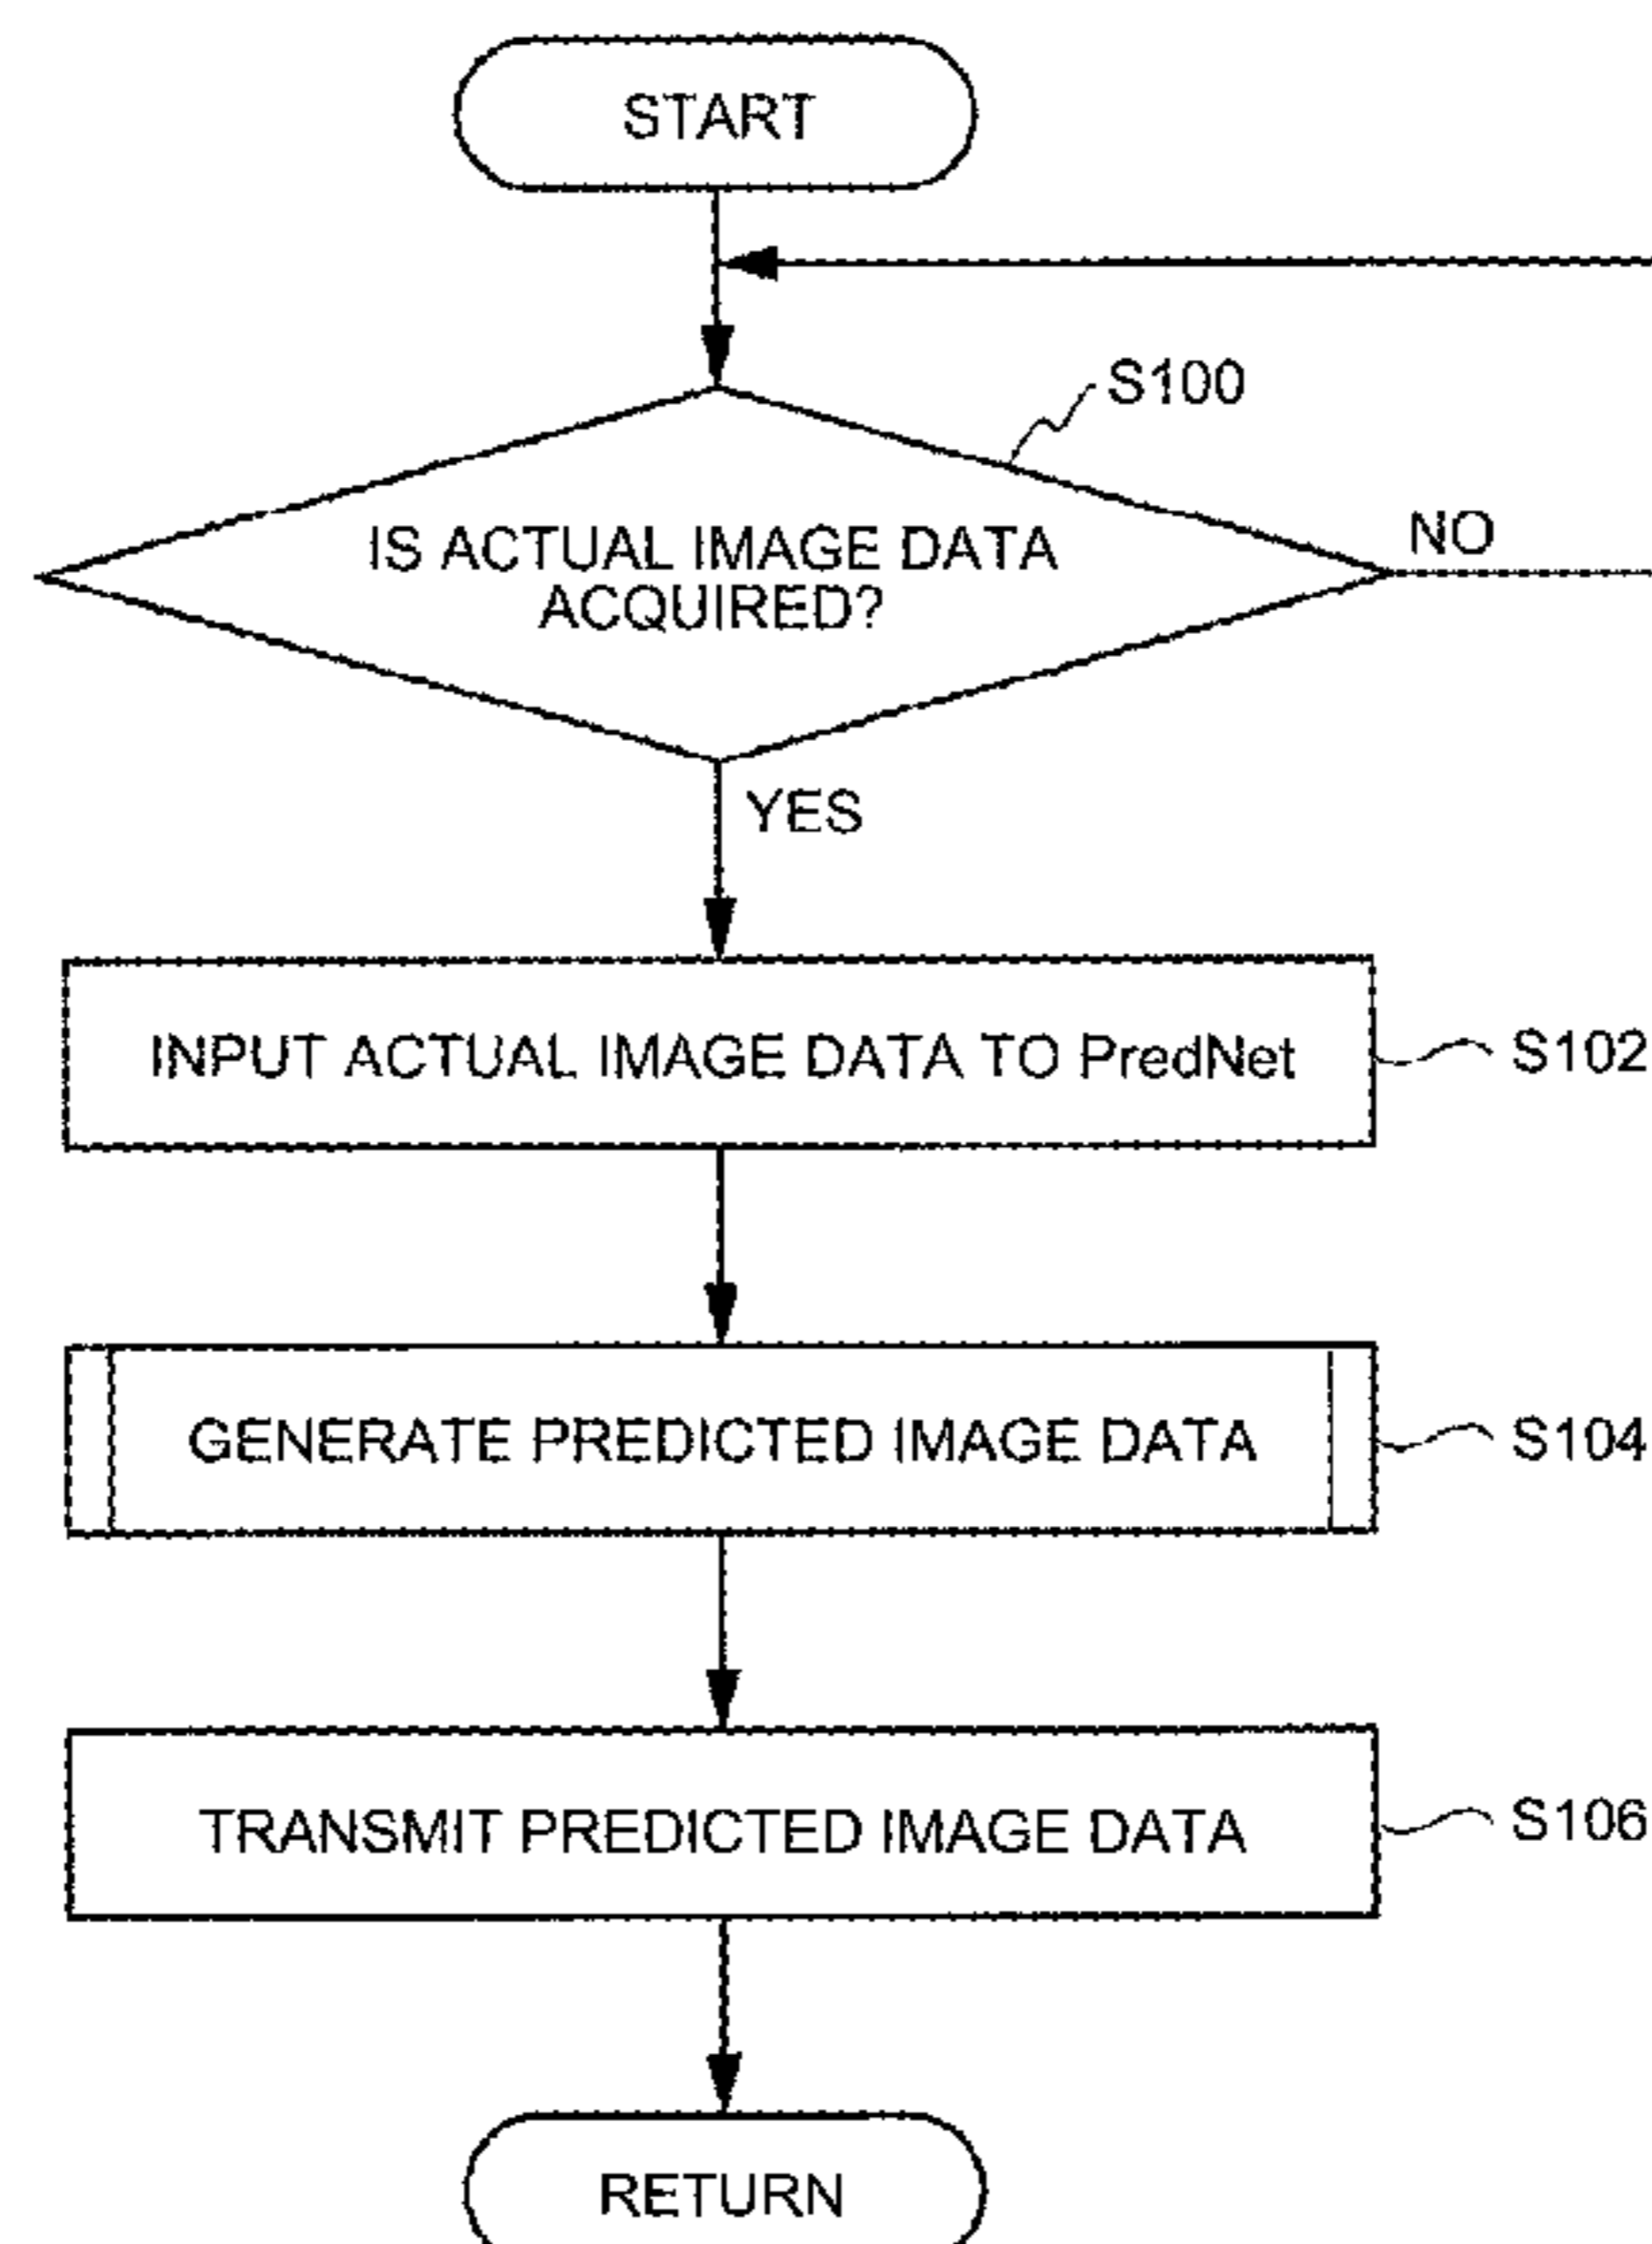 START
S100
IS ACTUAL IMAGE DATA
ACQUIRED?
NO
YES
INPUT ACTUAL IMAGE DATA TO PredNet
S102
GENERATE PREDICTED IMAGE DATA
S104
TRANSMIT PREDICTED IMAGE DATA
S106
RETURN